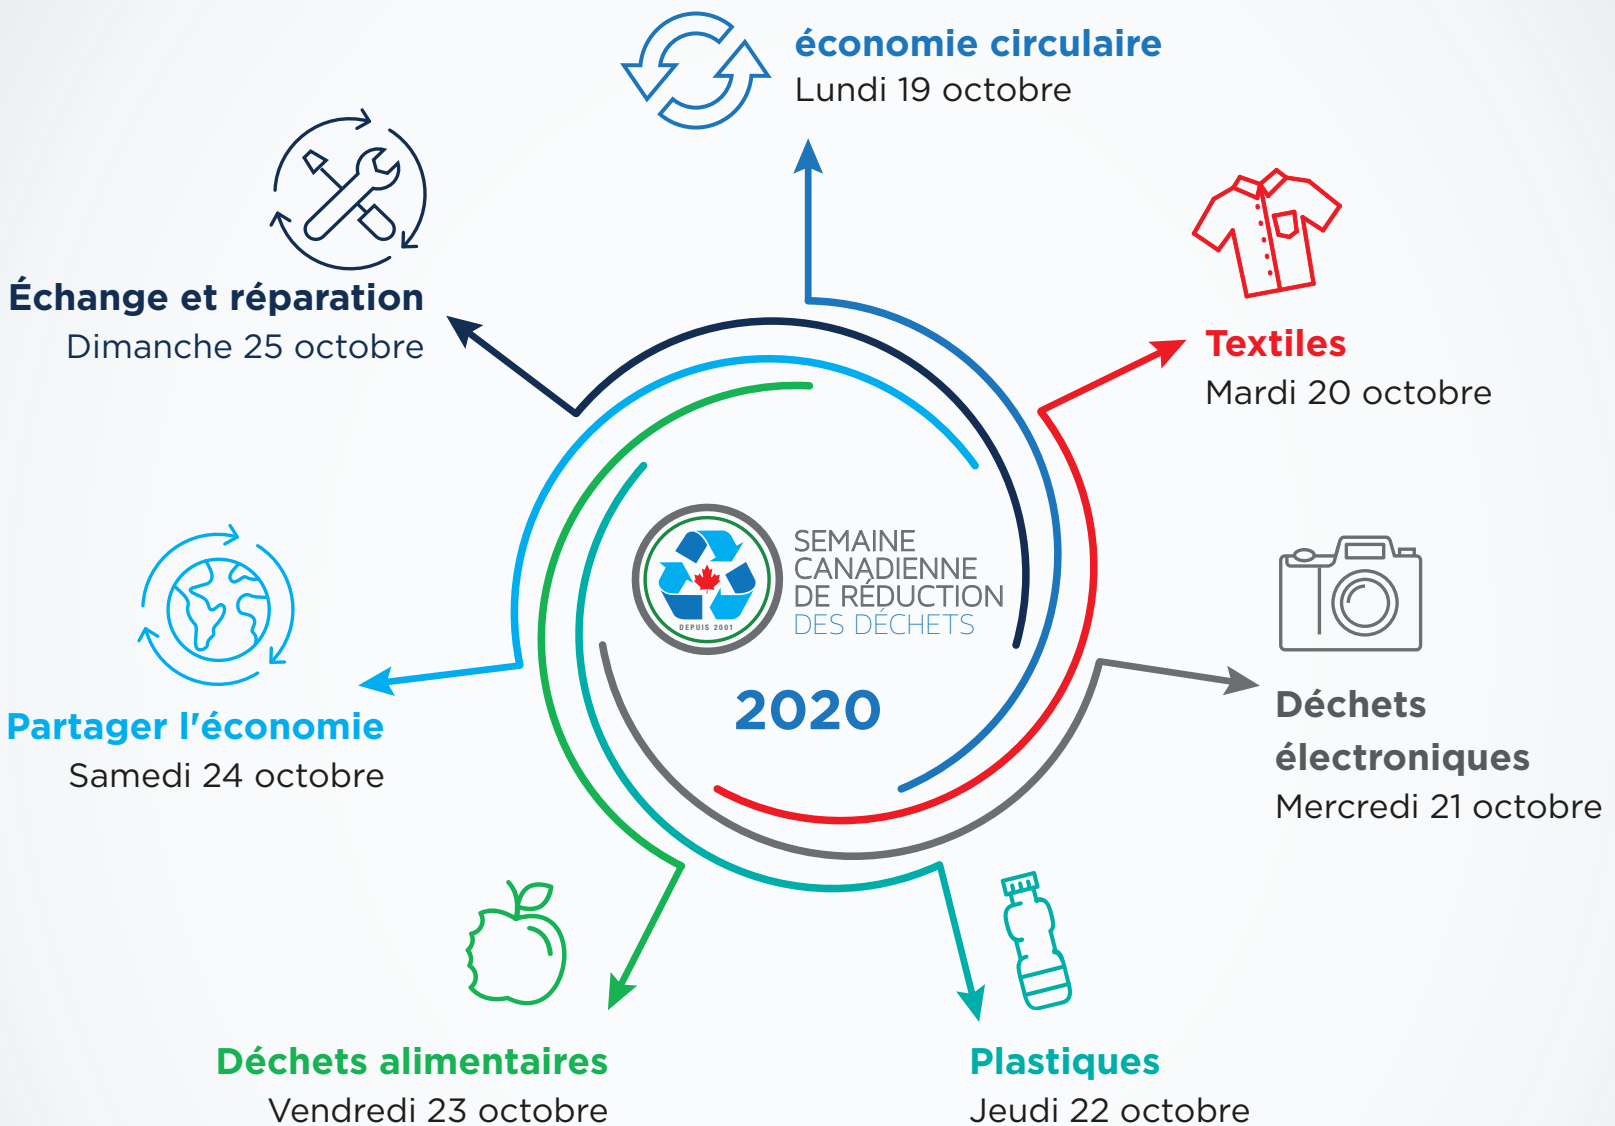 économie circulaire
Lundi 19 octobre
Textiles
Mardi 20 octobre
Déchets
électroniques
Mercredi 21 octobre
Plastiques
Jeudi 22 octobre
Déchets alimentaires
Vendredi 23 octobre
Partager l'économie
Samedi 24 octobre
Échange et réparation
Dimanche 25 octobre
DEPUIS 2001
SEMAINE
CANADIENNE
DE RÉDUCTION
DES DÉCHETS
2020